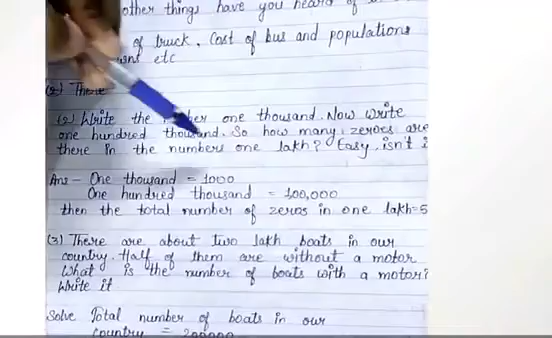 other things have you heard of
of truck, Cost of bus and populations
etc
(2) There
(2) Write the number one thousand. Now write
one hundred thousand. So how many zeroes are
there in the numbers one lakh? Easy isn't
Ans - One thousand = 1000
One hundred thousand = 100,000
then the total number of zeros in one lakh=5
(3) There are about two lakh boats in our
country. Half of them are without a motor
What is the number of boats with a motor?
Write it
Solve Total number of boats in our
country = 200000